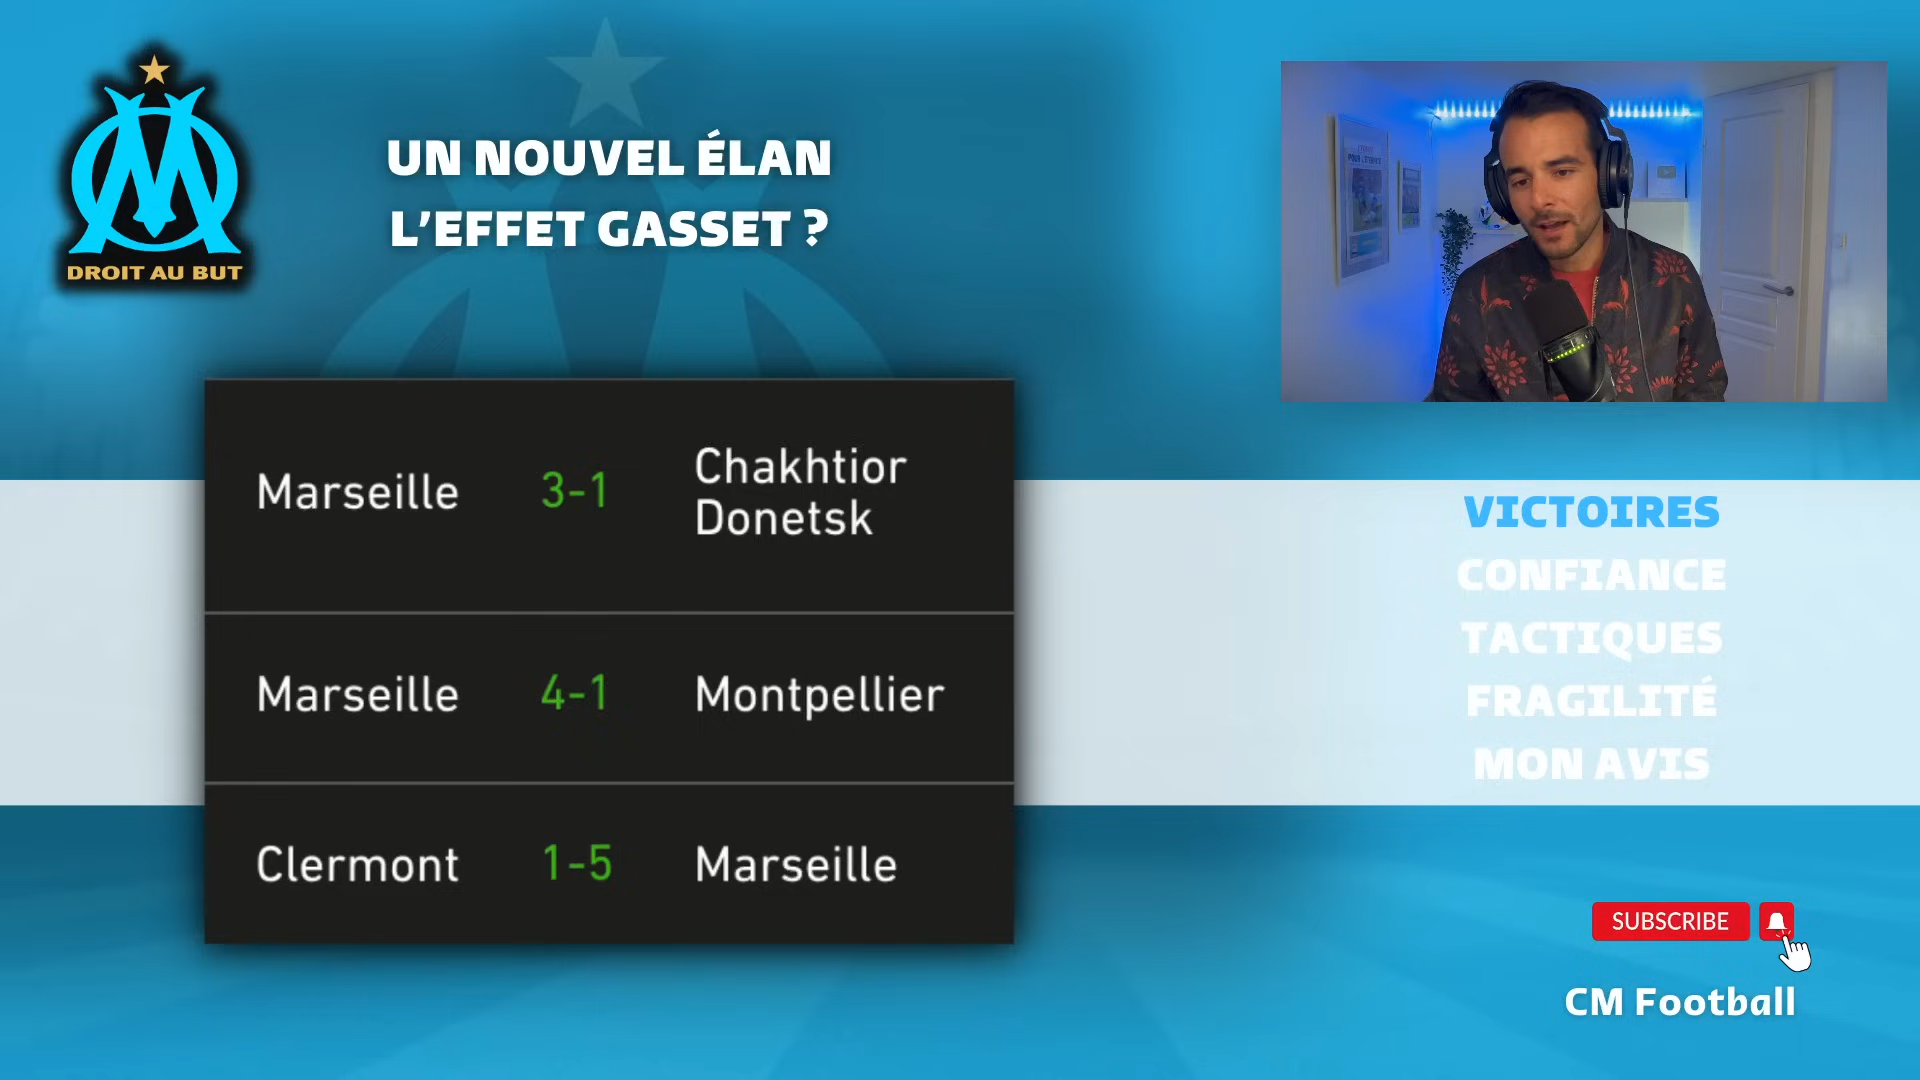 DROIT AU BUT
UN NOUVEL ÉLAN
L'EFFET GASSET ?
Marseille 3-1 Chakhtior
Donetsk
Marseille 4-1 Montpellier
Clermont 1-5 Marseille
VICTOIRES
CONFIANCE
TACTIQUES
FRAGILITÉ
MON AVIS
SUBSCRIBE
CM Football